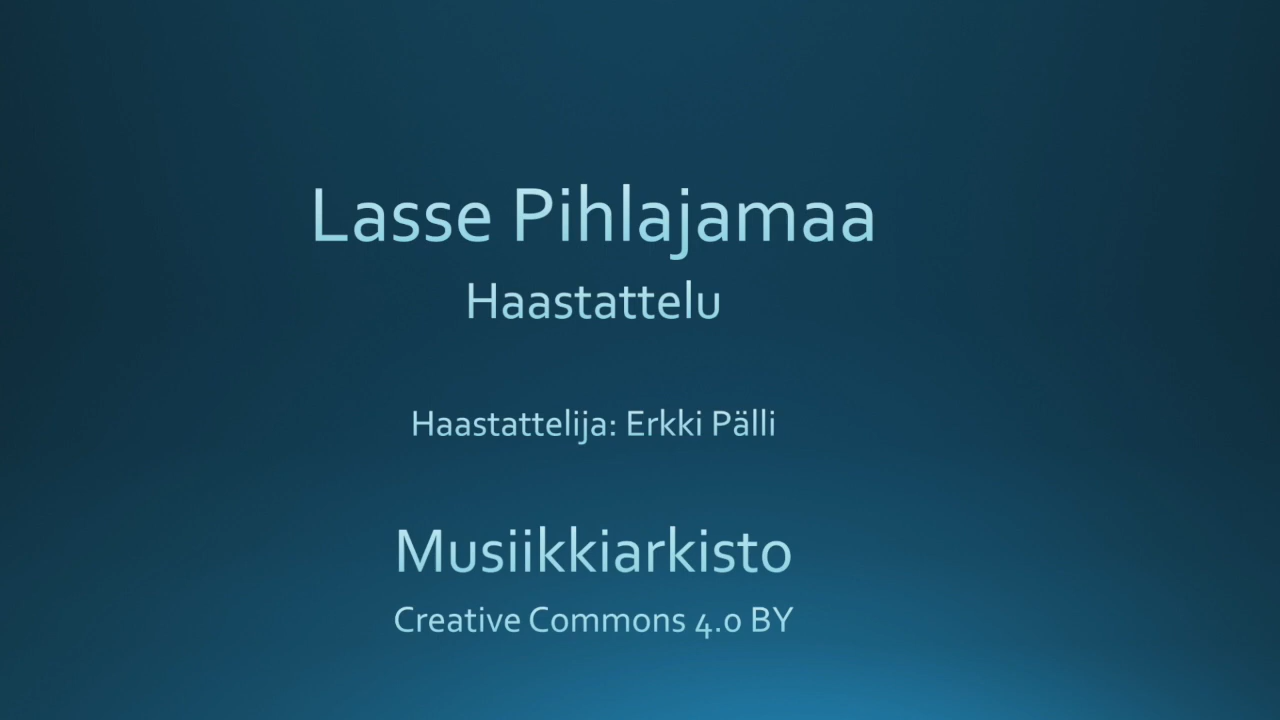 Lasse Pihlajamaa
Haastattelu
Haastattelija: Erkki Pälli
Musiikkiarkisto
Creative Commons 4.0 BY